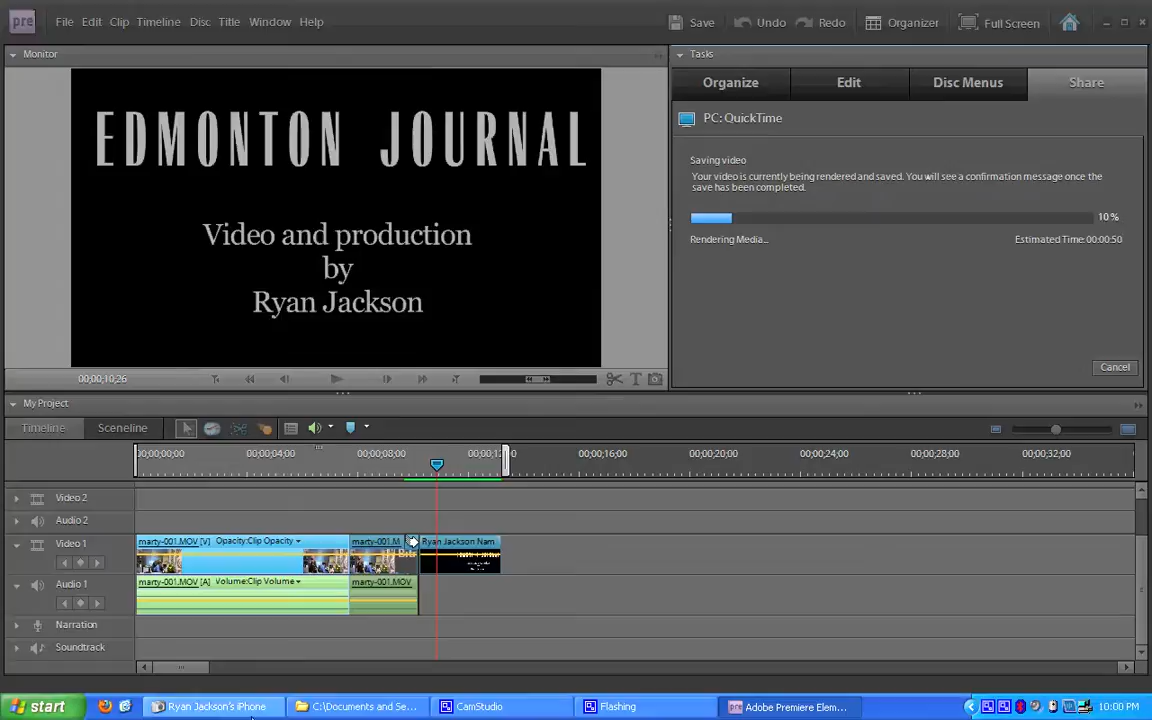 pre File Edit Clip Timeline Disc Title Window Help Save Undo Redo Organizer Full Screen
Monitor
Tasks
Organize Edit Disc Menus Share
EDMONTON JOURNAL
Video and production
by
Ryan Jackson
PC: QuickTime
Saving video
Your video is currently being rendered and saved. You will see a confirmation message once the
save has been completed.
10%
Rendering Media... Estimated Time:00:00:50
Cancel
00;00;10;26
My Project
Timeline Sceneline
00;00;00;00 00;00;04;00 00;00;08;00 00;00;12; 0 00;00;16;00 00;00;20;00 00;00;24;00 00;00;28;00 00;00;32;00
Video 2
Audio 2
Video 1 marty-001.MOV [V] Opacity:Clip Opacity marty-001.M Ryan Jackson Nam
Audio 1 marty-001.MOV [A] Volume:Clip Volume marty-001.MOV
Narration
Soundtrack
start Ryan Jackson's iPhone C:\Documents and Se... CamStudio Flashing Adobe Premiere Elem... 10:00 PM